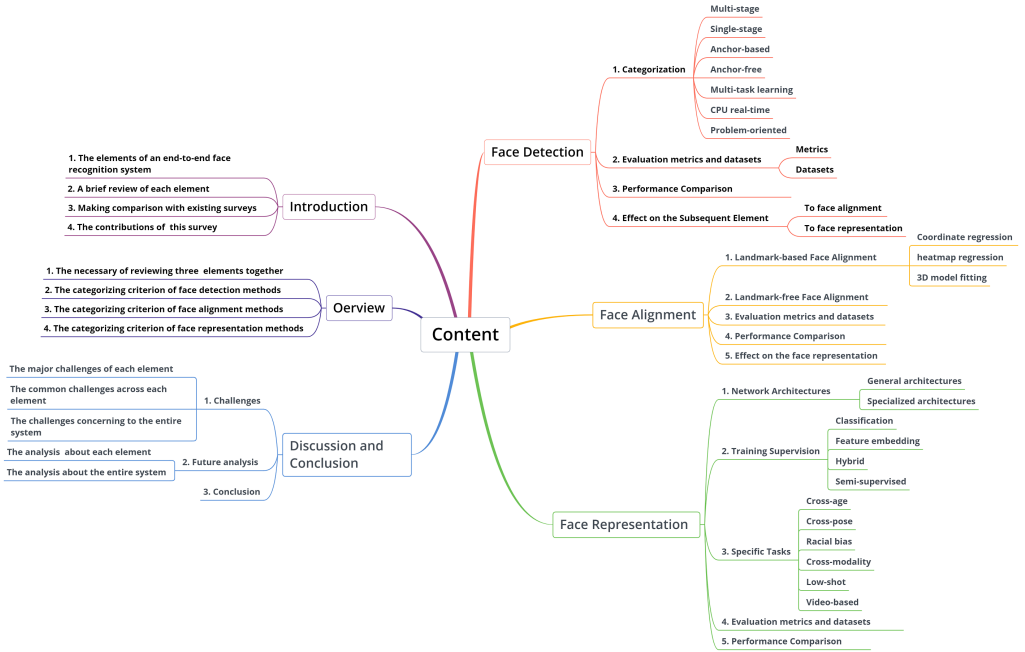 Content
Introduction
1. The elements of an end-to-end face
recognition system
2. A brief review of each element
3. Making comparison with existing surveys
4. The contributions of  this survey
Oerview
1. The necessary of reviewing three  elements together
2. The categorizing criterion of face detection methods
3. The categorizing criterion of face alignment methods
4. The categorizing criterion of face representation methods
Face Detection
1. Categorization
Multi-stage
Single-stage
Anchor-based
Anchor-free
Multi-task learning
CPU real-time
Problem-oriented
2. Evaluation metrics and datasets
Metrics
Datasets
3. Performance Comparison
4. Effect on the Subsequent Element
To face alignment
To face representation
Face Alignment
1. Landmark-based Face Alignment
Coordinate regression
heatmap regression
3D model fitting
2. Landmark-free Face Alignment
3. Evaluation metrics and datasets
4. Performance Comparison
5. Effect on the face representation
Face Representation
1. Network Architectures
General architectures
Specialized architectures
2. Training Supervision
Classification
Feature embedding
Hybrid
Semi-supervised
3. Specific Tasks
Cross-age
Cross-pose
Racial bias
Cross-modality
Low-shot
Video-based
4. Evaluation metrics and datasets
5. Performance Comparison
Discussion and
Conclusion
1. Challenges
The major challenges of each element
The common challenges across each
element
The challenges concerning to the entire
system
2. Future analysis
The analysis  about each element
The analysis about the entire system
3. Conclusion